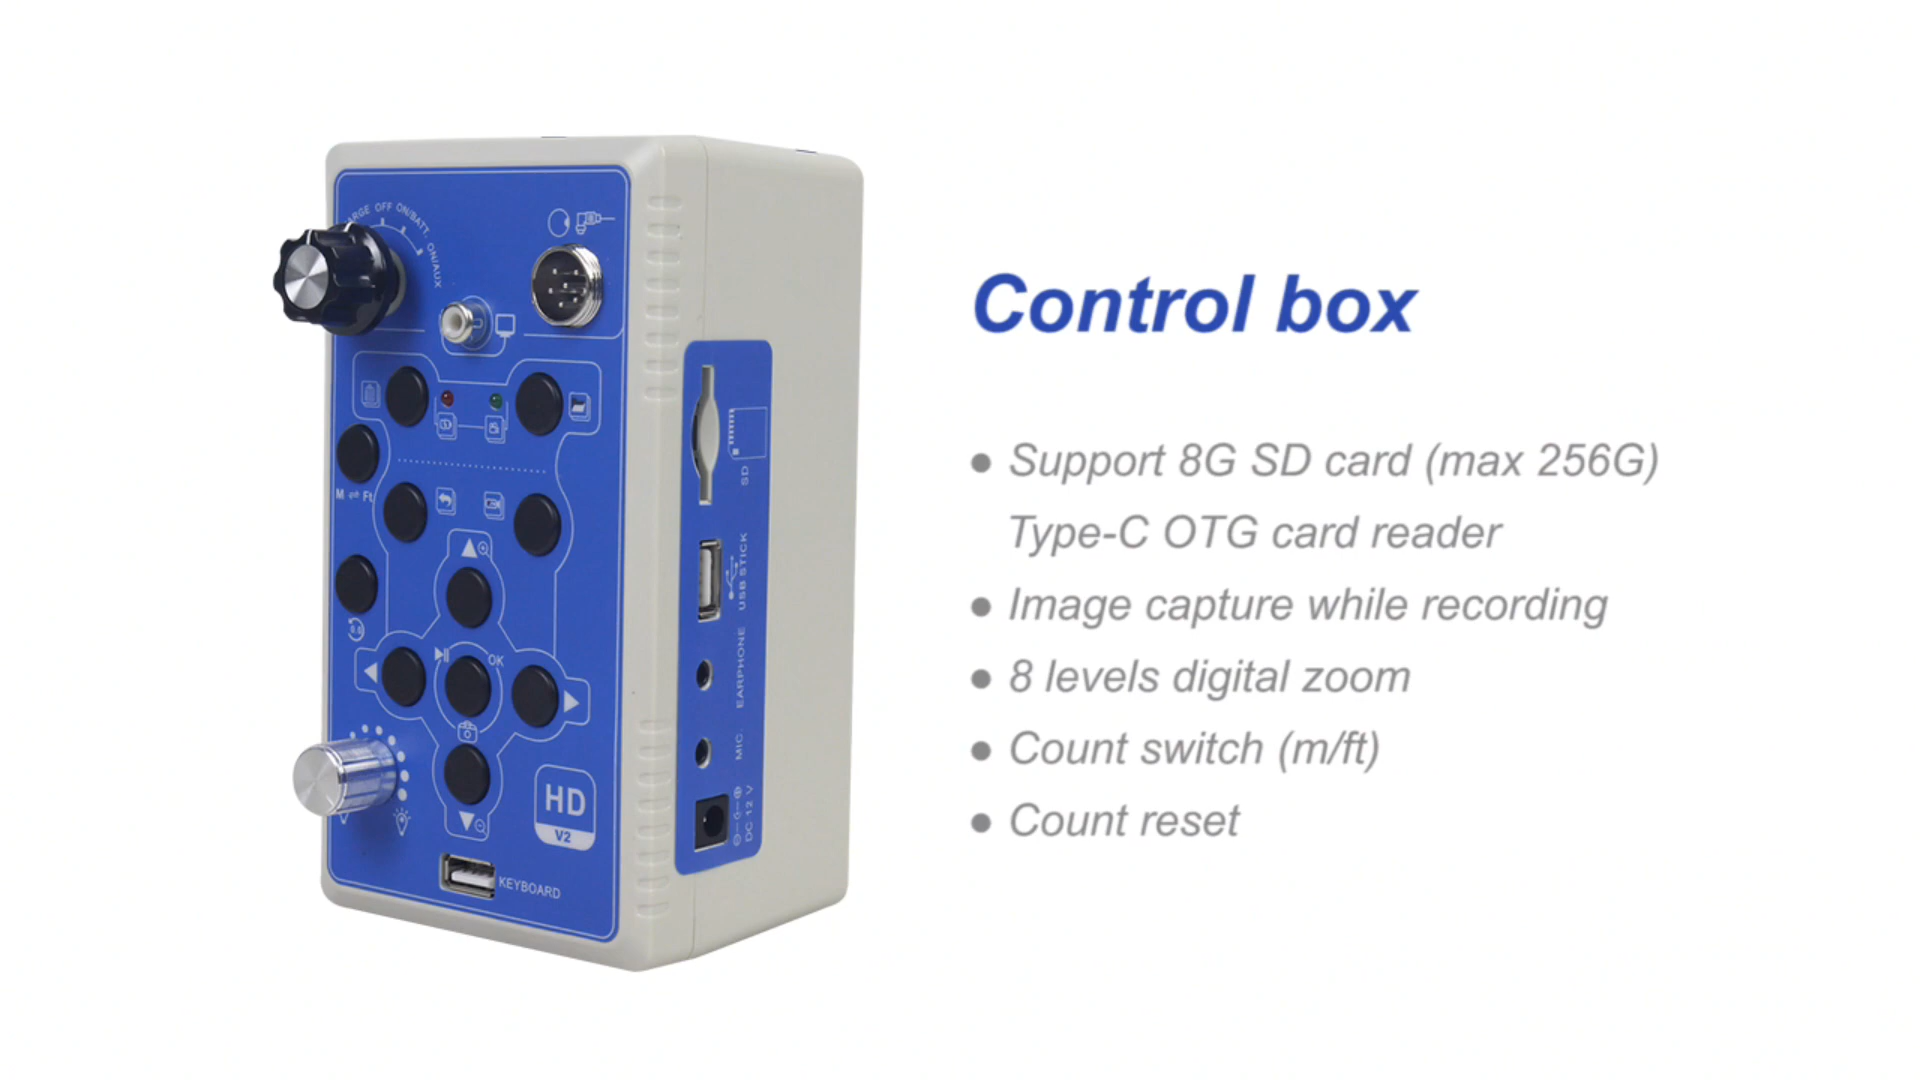 OFF ON/BATT. ON/AUX
M ⇌ Ft
OK
HD
V2
KEYBOARD
SD
USB STICK
EARPHONE
MIC
DC 12 V
Control box
● Support 8G SD card (max 256G)
Type-C OTG card reader
● Image capture while recording
● 8 levels digital zoom
● Count switch (m/ft)
● Count reset